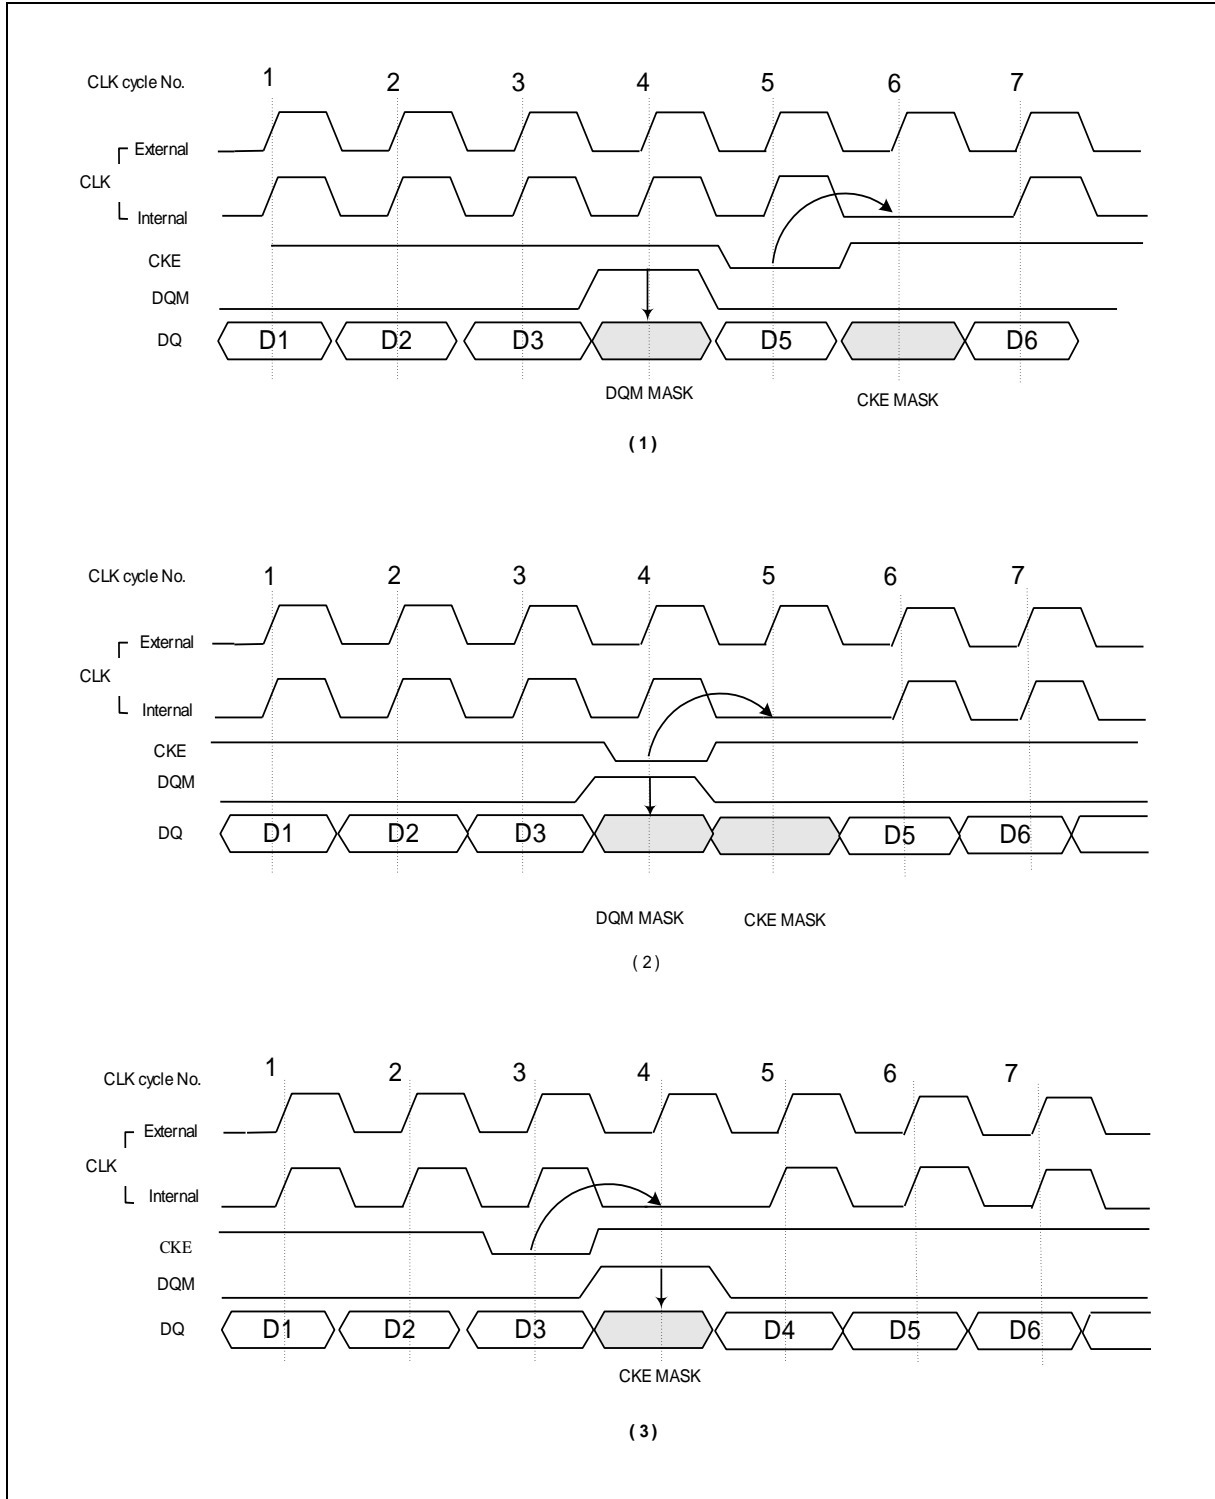 CLK cycle No. 1 2 3 4 5 6 7
External
CLK
Internal
CKE
DQM
DQ D1 D2 D3 D5 D6
DQM MASK CKE MASK
( 1 )
CLK cycle No. 1 2 3 4 5 6 7
External
CLK
Internal
CKE
DQM
DQ D1 D2 D3 D5 D6
DQM MASK CKE MASK
( 2 )
CLK cycle No. 1 2 3 4 5 6 7
External
CLK
Internal
CKE
DQM
DQ D1 D2 D3 D4 D5 D6
CKE MASK
( 3 )